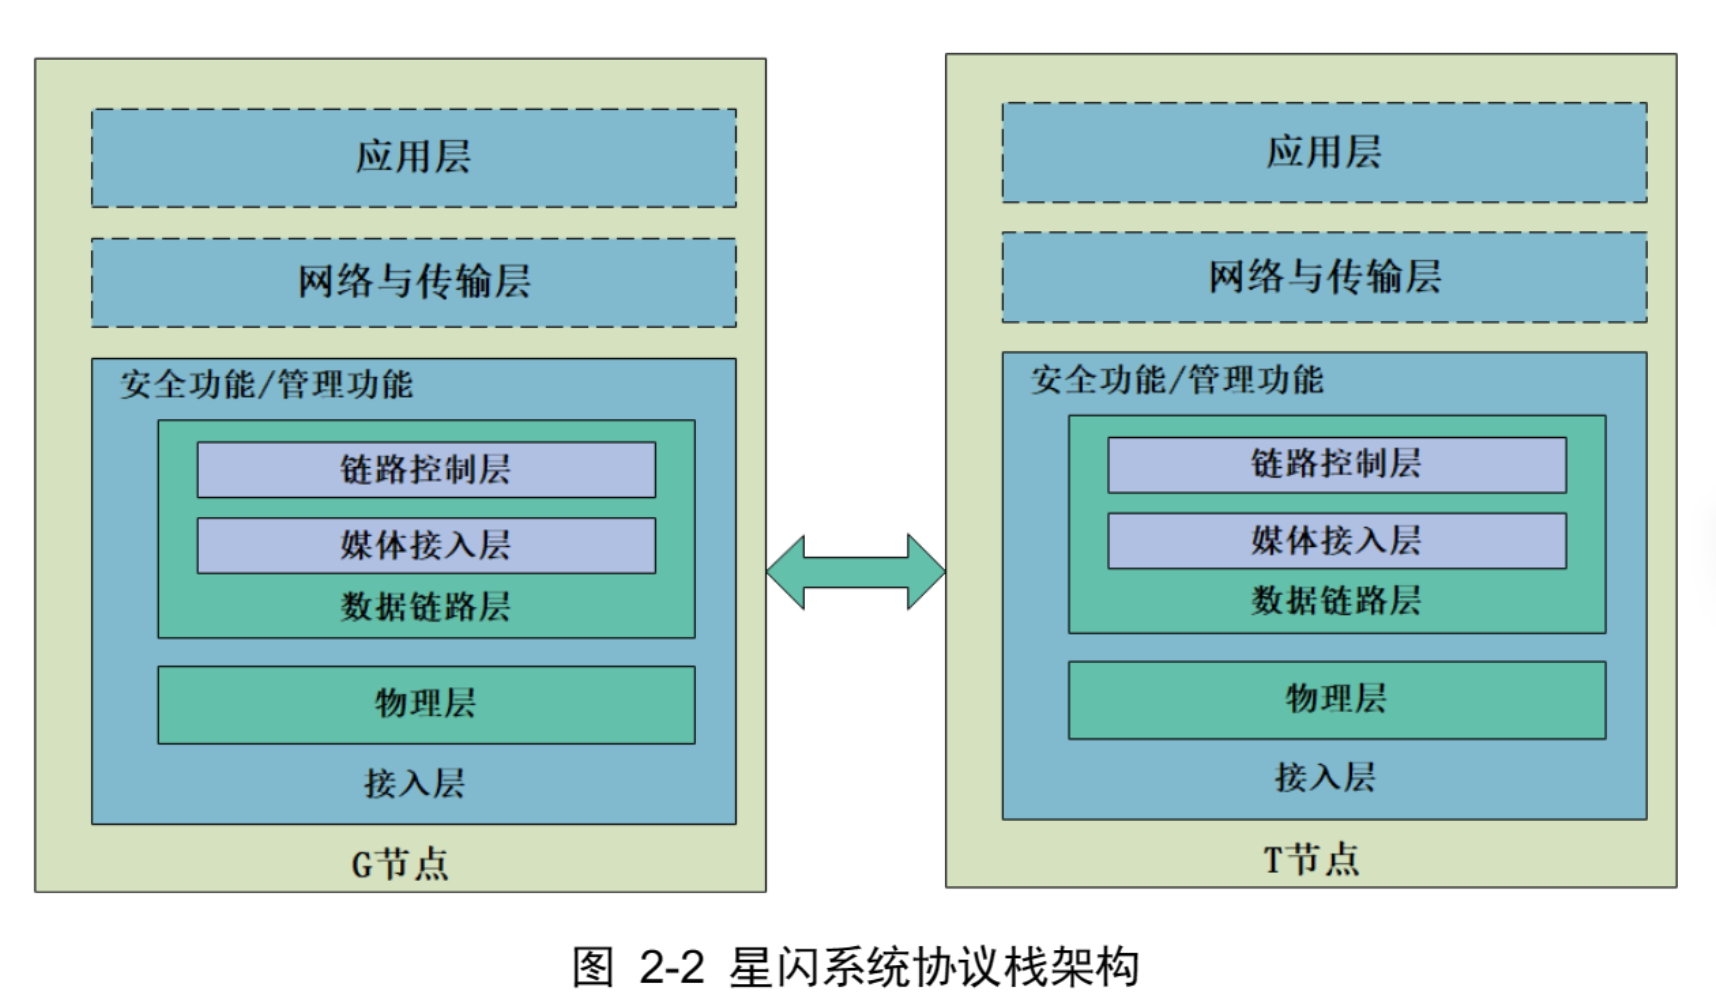 应用层
网络与传输层
安全功能/管理功能
链路控制层
媒体接入层
数据链路层
物理层
接入层
G节点
应用层
网络与传输层
安全功能/管理功能
链路控制层
媒体接入层
数据链路层
物理层
接入层
T节点
图 2-2 星闪系统协议栈架构